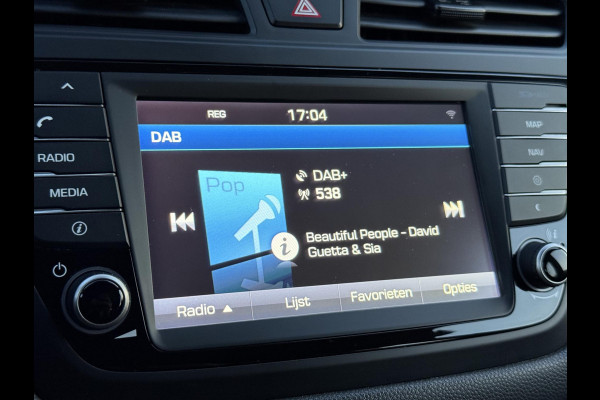 REG 17:04
DAB
Pop
DAB+
538
Beautiful People - David
Guetta & Sia
Radio ▲ Lijst Favorieten Opties
RADIO
MEDIA
MAP
NAV